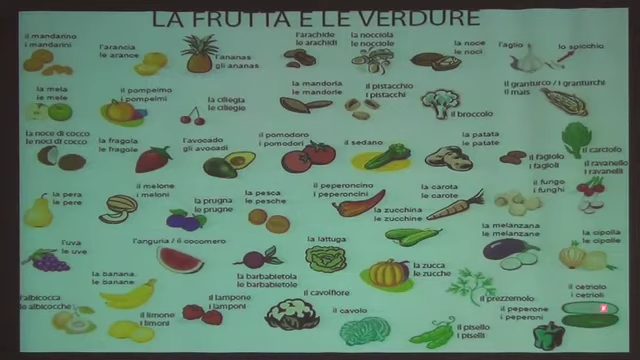 LA FRUTTA E LE VERDURE
il mandarino
i mandarini
l'arancia
le arance
l'ananas
gli ananas
l'arachide
le arachidi
la nocciola
le nocciole
la noce
le noci
l'aglio
lo spicchio
la mela
le mele
il pompelmo
i pompelmi
la ciliegia
le ciliegie
la mandorla
le mandorle
il pistacchio
i pistacchi
il broccolo
il granturco / i granturchi
il mais
la noce di cocco
le noci di cocco
la fragola
le fragole
l'avocado
gli avocadi
il pomodoro
i pomodori
il sedano
la patata
le patate
il fagiolo
i fagioli
il carciofo
il ravanello
i ravanelli
la pera
le pere
il melone
i meloni
la prugna
le prugne
la pesca
le pesche
il peperoncino
i peperoncini
la carota
le carote
il fungo
i funghi
la zucchina
le zucchine
la melanzana
le melanzane
la cipolla
le cipolle
l'uva
le uve
l'anguria / il cocomero
la lattuga
la barbabietola
le barbabietole
la zucca
le zucche
la banana
le banane
il prezzemolo
il cetriolo
i cetrioli
l'albicocca
le albicocche
il limone
i limoni
il lampone
i lamponi
il cavolfiore
il cavolo
il pisello
i piselli
il peperone
i peperoni